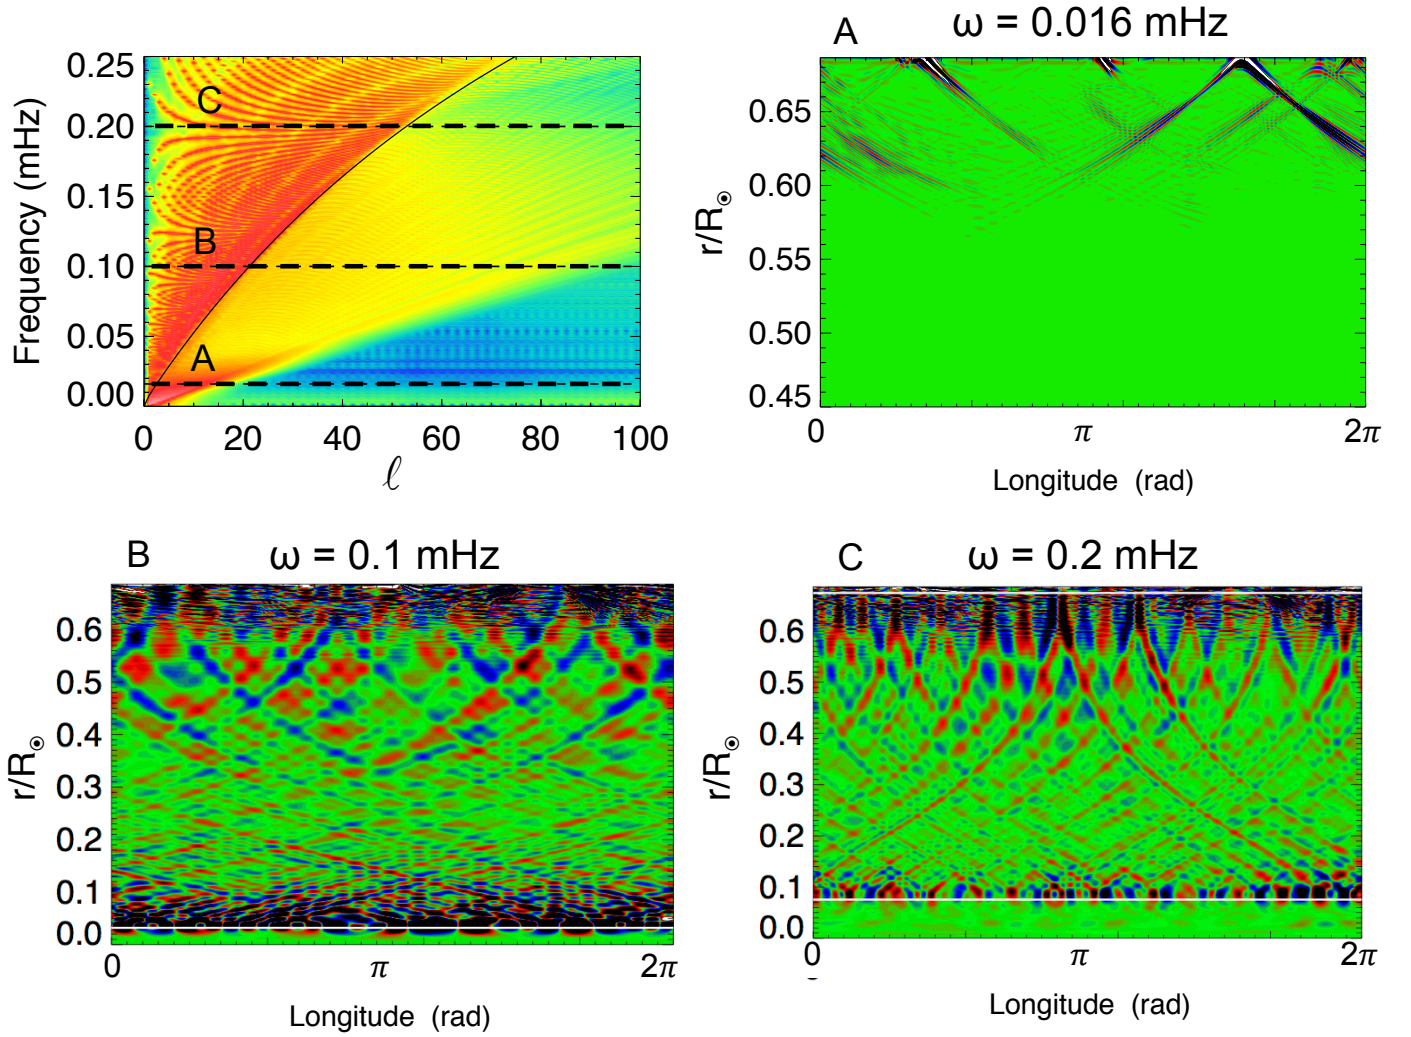 Frequency (mHz)
0.25
0.20
0.15
0.10
0.05
0.00
C
B
A
0 20 40 60 80 100
ℓ
A ω = 0.016 mHz
r/R☉
0.65
0.60
0.55
0.50
0.45
0 π 2π
Longitude (rad)
B ω = 0.1 mHz
r/R☉
0.6
0.5
0.4
0.3
0.2
0.1
0.0
0 π 2π
Longitude (rad)
C ω = 0.2 mHz
r/R☉
0.6
0.5
0.4
0.3
0.2
0.1
0.0
0 π 2π
Longitude (rad)